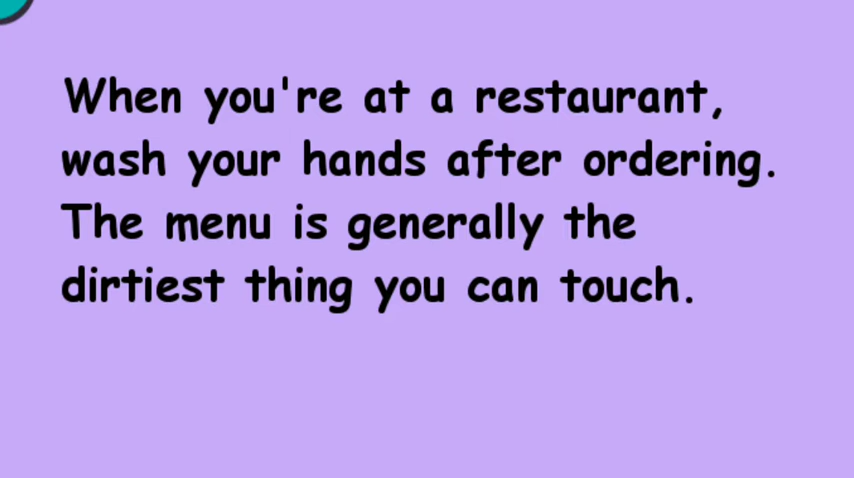 When you're at a restaurant,
wash your hands after ordering.
The menu is generally the
dirtiest thing you can touch.